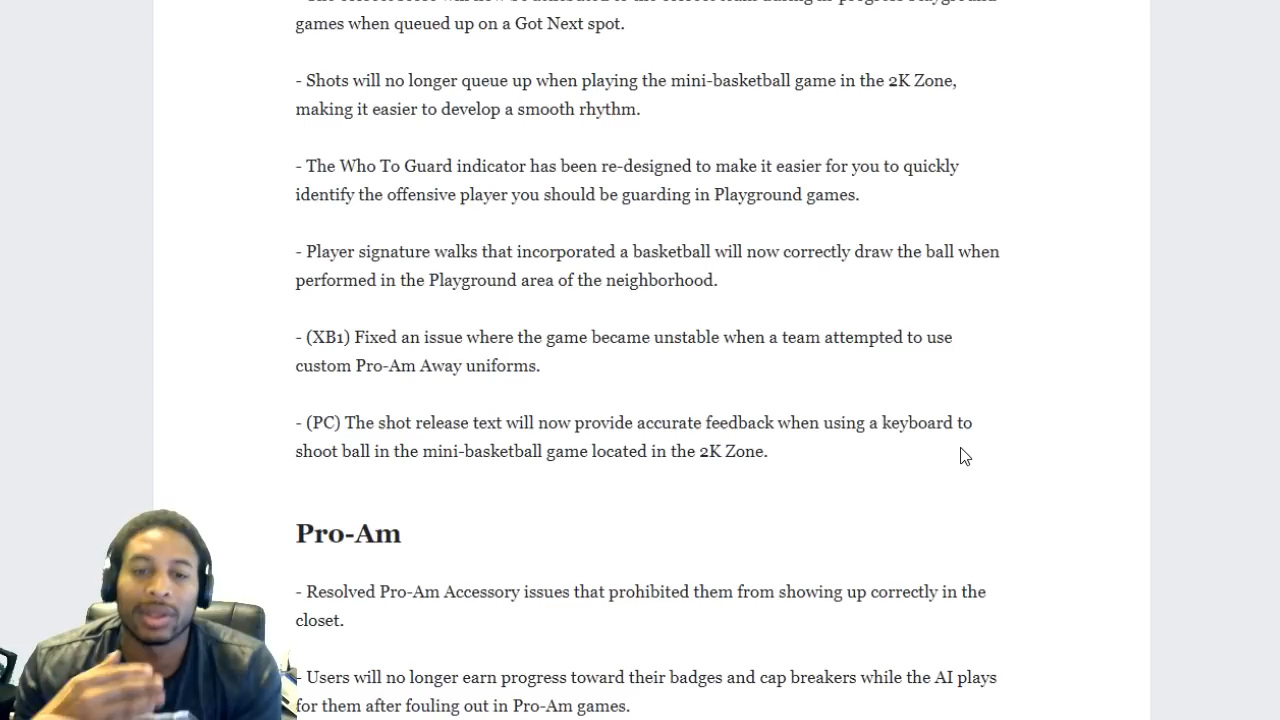 games when queued up on a Got Next spot.
- Shots will no longer queue up when playing the mini-basketball game in the 2K Zone,
making it easier to develop a smooth rhythm.
- The Who To Guard indicator has been re-designed to make it easier for you to quickly
identify the offensive player you should be guarding in Playground games.
- Player signature walks that incorporated a basketball will now correctly draw the ball when
performed in the Playground area of the neighborhood.
- (XB1) Fixed an issue where the game became unstable when a team attempted to use
custom Pro-Am Away uniforms.
- (PC) The shot release text will now provide accurate feedback when using a keyboard to
shoot ball in the mini-basketball game located in the 2K Zone.
Pro-Am
- Resolved Pro-Am Accessory issues that prohibited them from showing up correctly in the
closet.
- Users will no longer earn progress toward their badges and cap breakers while the AI plays
for them after fouling out in Pro-Am games.